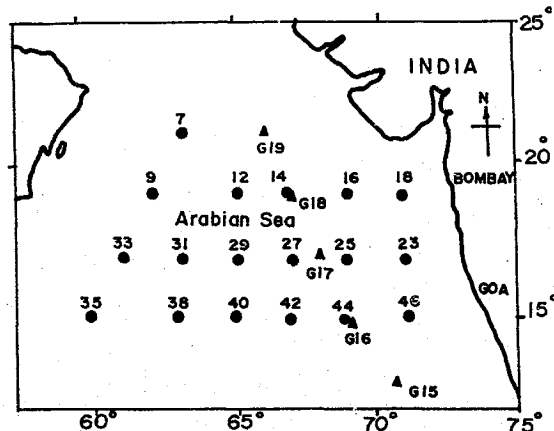 25°
INDIA
N
7
G19
20°
9 12 14 16 18
BOMBAY
G18
Arabian Sea
33 31 29 27 25 23
G17
GOA
35 38 40 42 44 46
15°
G16
G15
60° 65° 70° 75°